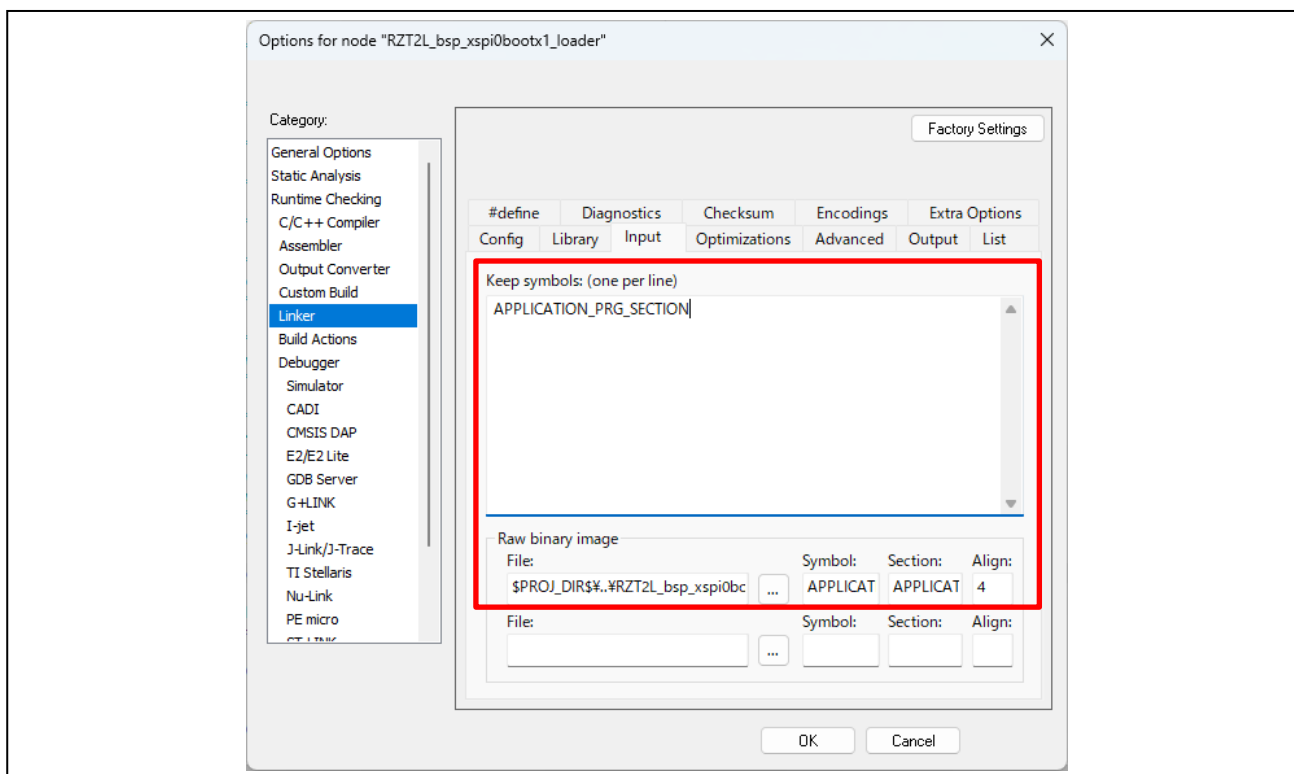 Options for node "RZT2L_bsp_xspi0bootx1_loader"
Category:
Factory Settings
General Options
Static Analysis
Runtime Checking
C/C++ Compiler
Assembler
Output Converter
Custom Build
Linker
Build Actions
Debugger
Simulator
CADI
CMSIS DAP
E2/E2 Lite
GDB Server
G+LINK
I-jet
J-Link/J-Trace
TI Stellaris
Nu-Link
PE micro
#define Diagnostics Checksum Encodings Extra Options
Config Library Input Optimizations Advanced Output List
Keep symbols: (one per line)
APPLICATION_PRG_SECTION
Raw binary image
File: Symbol: Section: Align:
$PROJ_DIR$¥..¥RZT2L_bsp_xspi0bc ... APPLICAT APPLICAT 4
File: Symbol: Section: Align:
...
OK Cancel